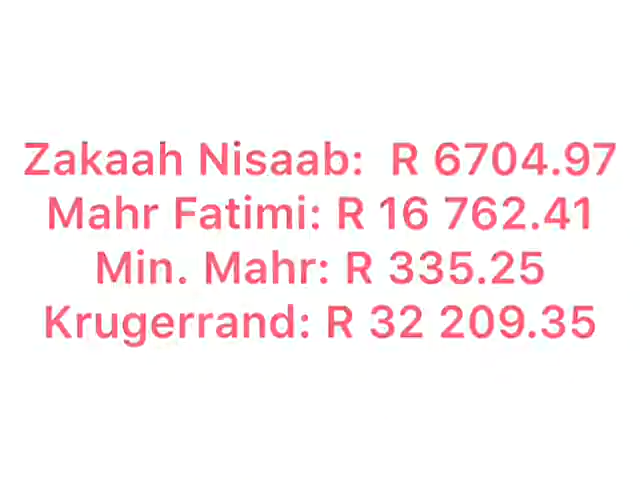 Zakaah Nisaab: R 6704.97
Mahr Fatimi: R 16 762.41
Min. Mahr: R 335.25
Krugerrand: R 32 209.35